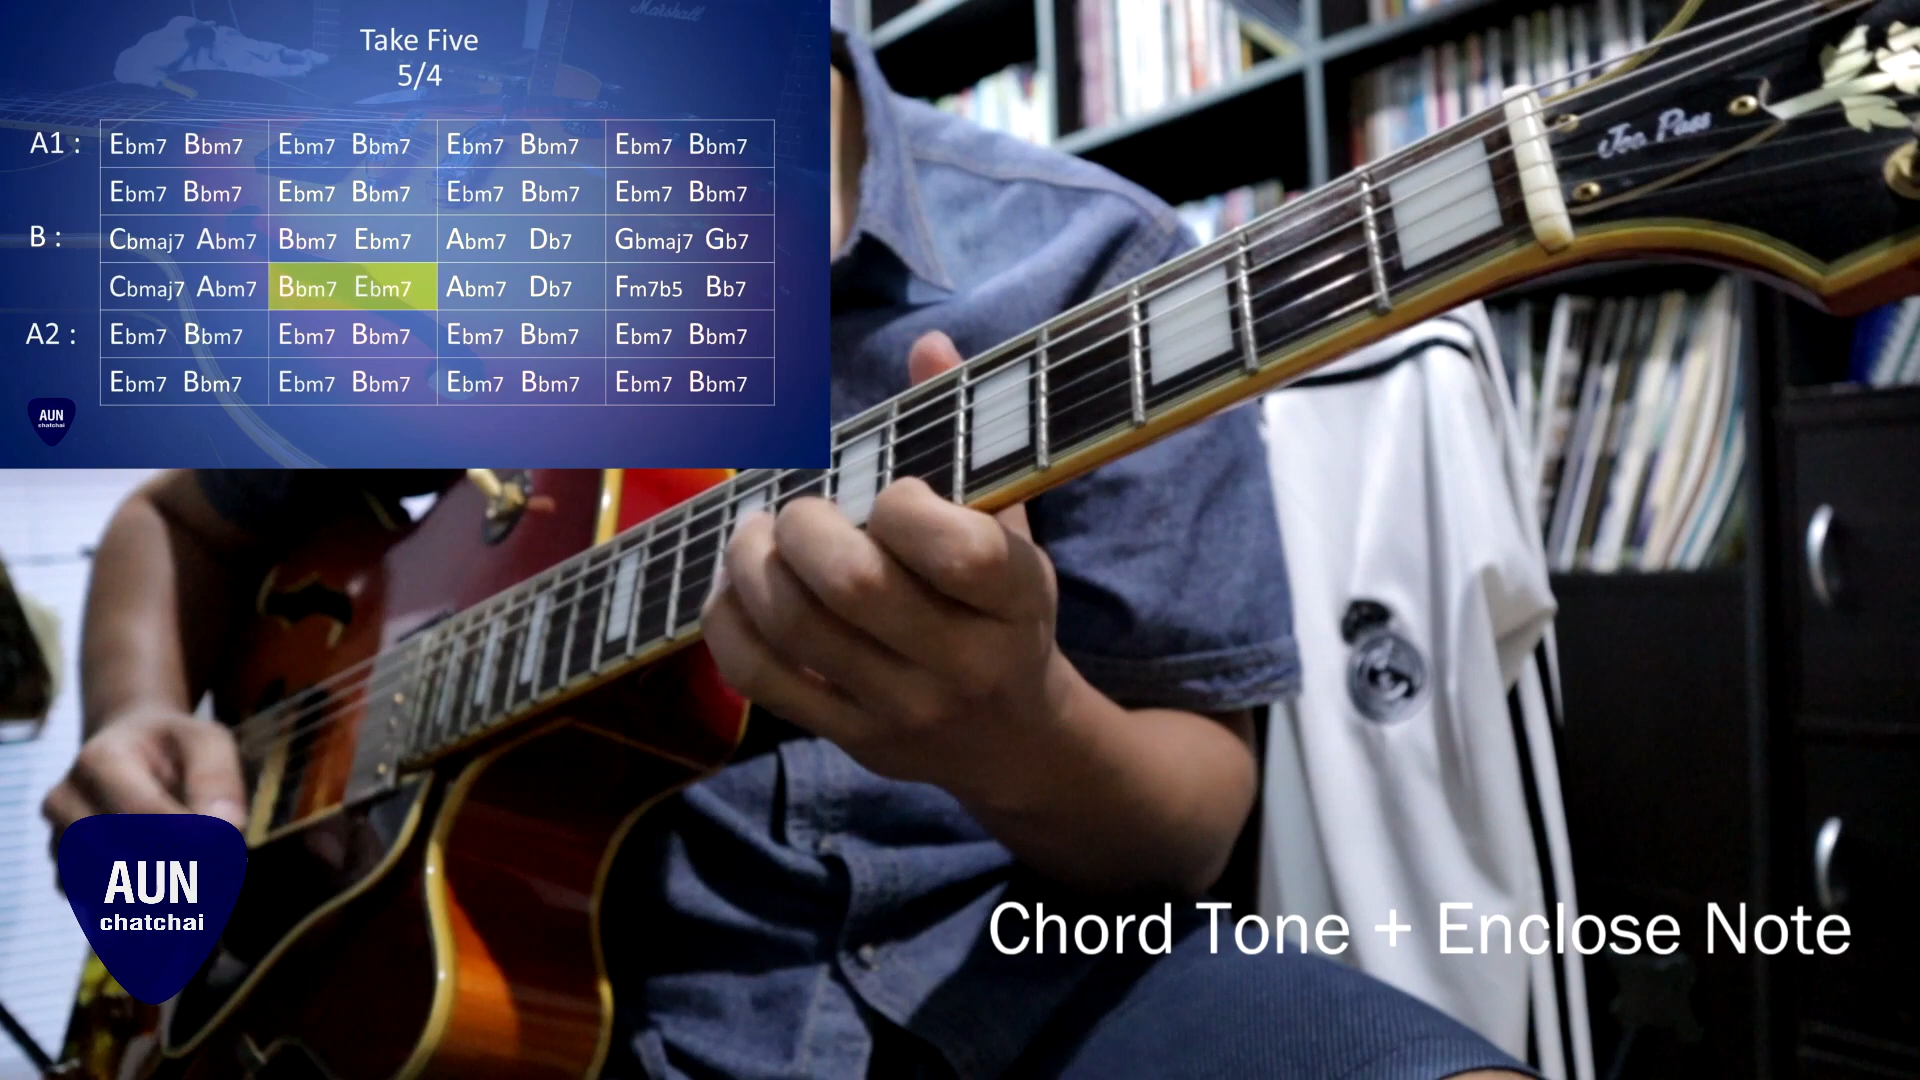 Marshall
Take Five
5/4
A1 : Ebm7 Bbm7 Ebm7 Bbm7 Ebm7 Bbm7 Ebm7 Bbm7
Ebm7 Bbm7 Ebm7 Bbm7 Ebm7 Bbm7 Ebm7 Bbm7
B : Cbmaj7 Abm7 Bbm7 Ebm7 Abm7 Db7 Gbmaj7 Gb7
Cbmaj7 Abm7 Bbm7 Ebm7 Abm7 Db7 Fm7b5 Bb7
A2 : Ebm7 Bbm7 Ebm7 Bbm7 Ebm7 Bbm7 Ebm7 Bbm7
Ebm7 Bbm7 Ebm7 Bbm7 Ebm7 Bbm7 Ebm7 Bbm7
AUN
chatchai
Joe Pass
AUN
chatchai
Chord Tone + Enclose Note